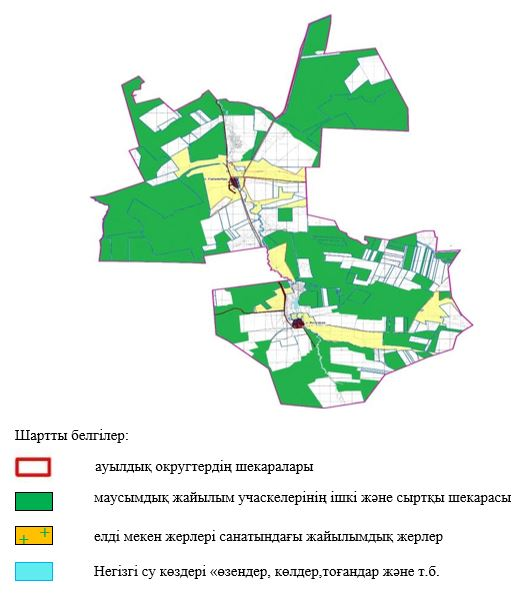 Шартты белгілер:
ауылдық округтердің шекаралары
маусымдық жайылым учаскелерінің ішкі және сыртқы шекарасы
елді мекен жерлері санатындағы жайылымдық жерлер
Негізгі су көздері «өзендер, көлдер,тоғандар және т.б.